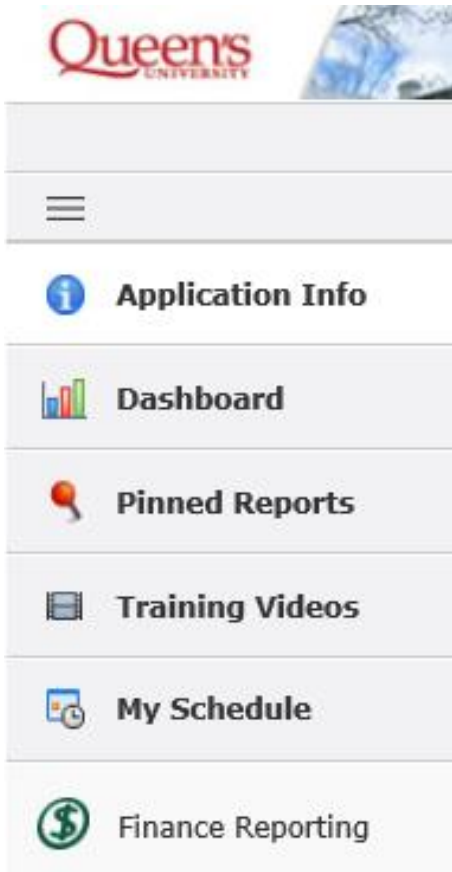 Queen's
UNIVERSITY
Application Info
Dashboard
Pinned Reports
Training Videos
My Schedule
Finance Reporting